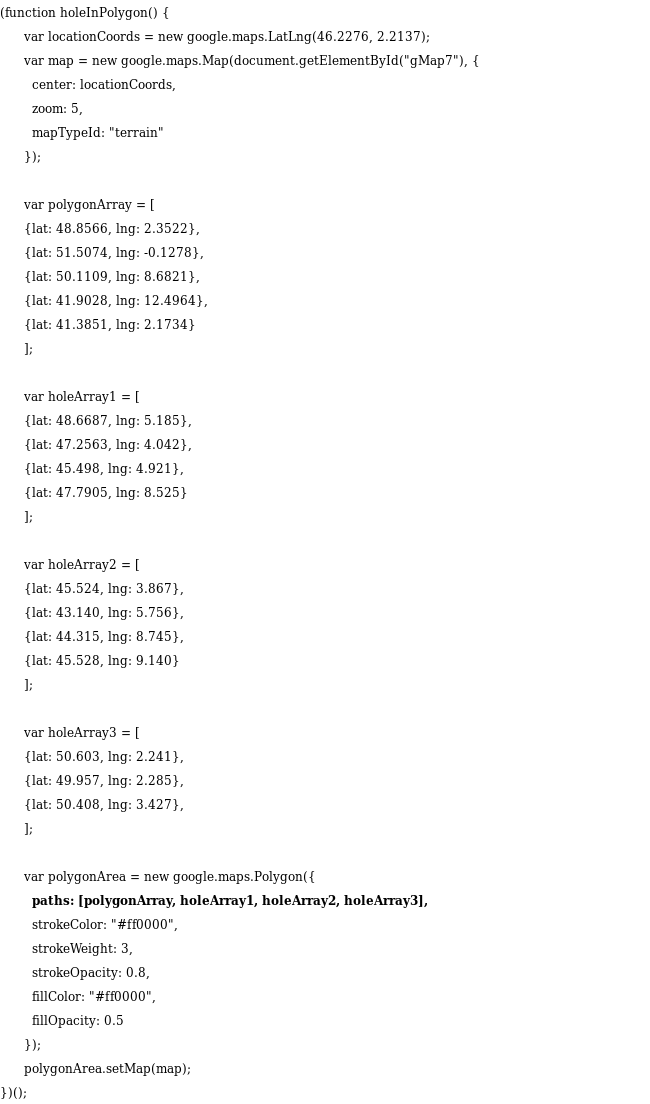 (function holeInPolygon() {
var locationCoords = new google.maps.LatLng(46.2276, 2.2137);
var map = new google.maps.Map(document.getElementById("gMap7"), {
center: locationCoords,
zoom: 5,
mapTypeId: "terrain"
});
var polygonArray = [
{lat: 48.8566, lng: 2.3522},
{lat: 51.5074, lng: -0.1278},
{lat: 50.1109, lng: 8.6821},
{lat: 41.9028, lng: 12.4964},
{lat: 41.3851, lng: 2.1734}
];
var holeArray1 = [
{lat: 48.6687, lng: 5.185},
{lat: 47.2563, lng: 4.042},
{lat: 45.498, lng: 4.921},
{lat: 47.7905, lng: 8.525}
];
var holeArray2 = [
{lat: 45.524, lng: 3.867},
{lat: 43.140, lng: 5.756},
{lat: 44.315, lng: 8.745},
{lat: 45.528, lng: 9.140}
];
var holeArray3 = [
{lat: 50.603, lng: 2.241},
{lat: 49.957, lng: 2.285},
{lat: 50.408, lng: 3.427},
];
var polygonArea = new google.maps.Polygon({
paths: [polygonArray, holeArray1, holeArray2, holeArray3],
strokeColor: "#ff0000",
strokeWeight: 3,
strokeOpacity: 0.8,
fillColor: "#ff0000",
fillOpacity: 0.5
});
polygonArea.setMap(map);
})();